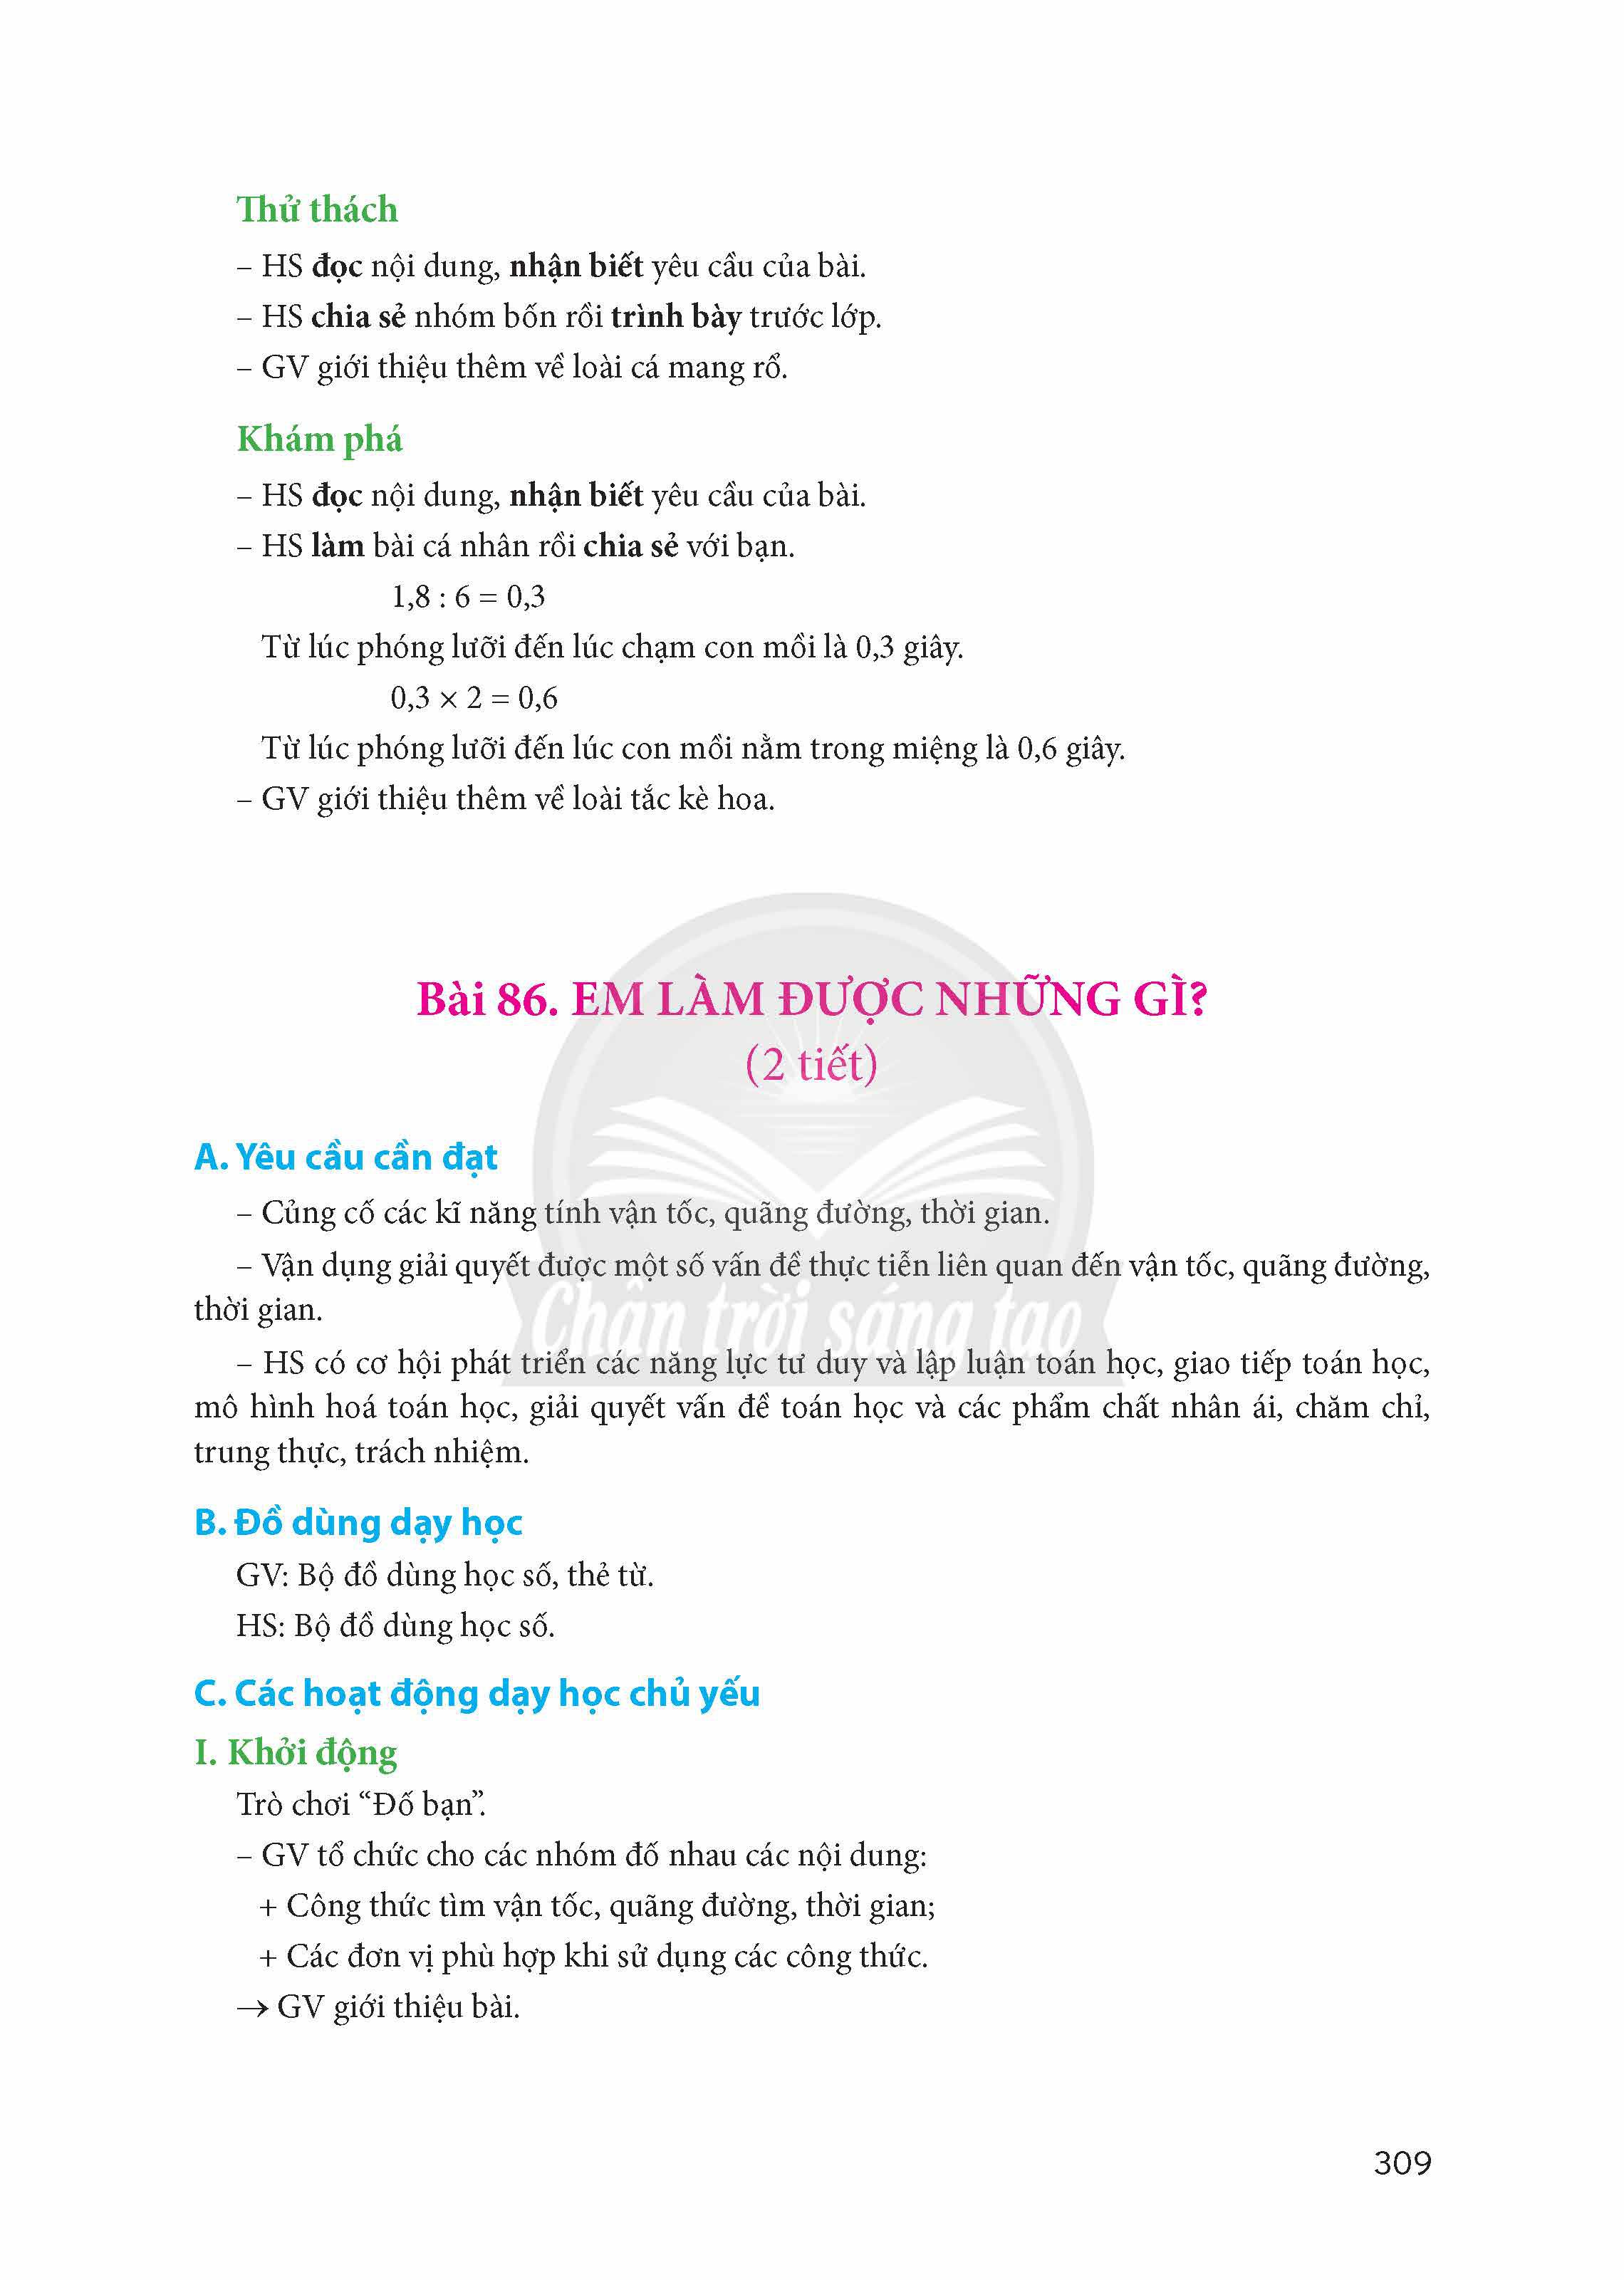 Thử thách
– HS đọc nội dung, nhận biết yêu cầu của bài.
– HS chia sẻ nhóm bốn rồi trình bày trước lớp.
– GV giới thiệu thêm về loài cá mang rổ.
Khám phá
– HS đọc nội dung, nhận biết yêu cầu của bài.
– HS làm bài cá nhân rồi chia sẻ với bạn.
1,8 : 6 = 0,3
Từ lúc phóng lưỡi đến lúc chạm con mồi là 0,3 giây.
0,3 × 2 = 0,6
Từ lúc phóng lưỡi đến lúc con mồi nằm trong miệng là 0,6 giây.
– GV giới thiệu thêm về loài tắc kè hoa.
Bài 86. EM LÀM ĐƯỢC NHỮNG GÌ?
(2 tiết)
A. Yêu cầu cần đạt
– Củng cố các kĩ năng tính vận tốc, quãng đường, thời gian.
– Vận dụng giải quyết được một số vấn đề thực tiễn liên quan đến vận tốc, quãng đường,
thời gian.
Chân trời sáng tạo
– HS có cơ hội phát triển các năng lực tư duy và lập luận toán học, giao tiếp toán học,
mô hình hoá toán học, giải quyết vấn đề toán học và các phẩm chất nhân ái, chăm chỉ,
trung thực, trách nhiệm.
B. Đồ dùng dạy học
GV: Bộ đồ dùng học số, thẻ từ.
HS: Bộ đồ dùng học số.
C. Các hoạt động dạy học chủ yếu
I. Khởi động
Trò chơi “Đố bạn”.
– GV tổ chức cho các nhóm đố nhau các nội dung:
+ Công thức tìm vận tốc, quãng đường, thời gian;
+ Các đơn vị phù hợp khi sử dụng các công thức.
→ GV giới thiệu bài.
309